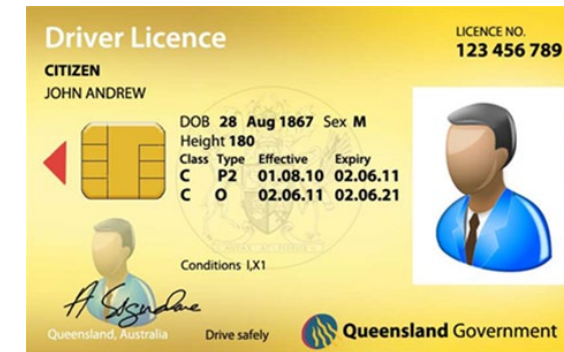 Driver Licence
LICENCE NO.
123 456 789
CITIZEN
JOHN ANDREW
DOB 28 Aug 1867 Sex M
Height 180
Class Type Effective Expiry
C P2 01.08.10 02.06.11
C O 02.06.11 02.06.21
Conditions I,X1
A Signature
Queensland, Australia
Drive safely
Queensland Government